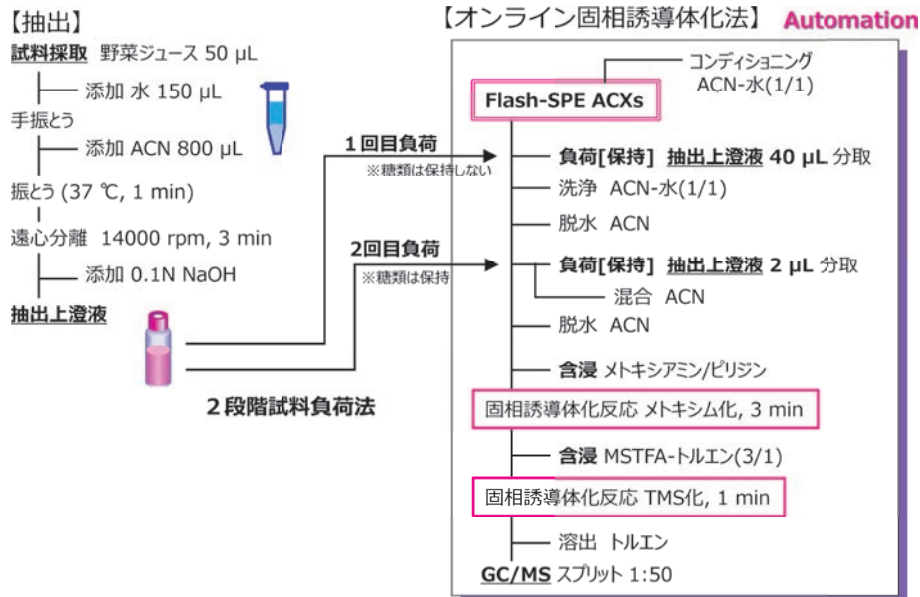 【抽出】
試料採取 野菜ジュース 50 µL
添加 水 150 µL
手振とう
添加 ACN 800 µL
振とう (37 ℃, 1 min)
遠心分離 14000 rpm, 3 min
添加 0.1N NaOH
抽出上澄液
1回目負荷
※糖類は保持しない
2回目負荷
※糖類は保持
2段階試料負荷法
【オンライン固相誘導体化法】 Automation
コンディショニング
ACN-水(1/1)
Flash-SPE ACXs
負荷[保持] 抽出上澄液 40 µL 分取
洗浄 ACN-水(1/1)
脱水 ACN
負荷[保持] 抽出上澄液 2 µL 分取
混合 ACN
脱水 ACN
含浸 メトキシアミン/ピリジン
固相誘導体化反応 メトキシム化, 3 min
含浸 MSTFA-トルエン(3/1)
固相誘導体化反応 TMS化, 1 min
溶出 トルエン
GC/MS スプリット 1:50